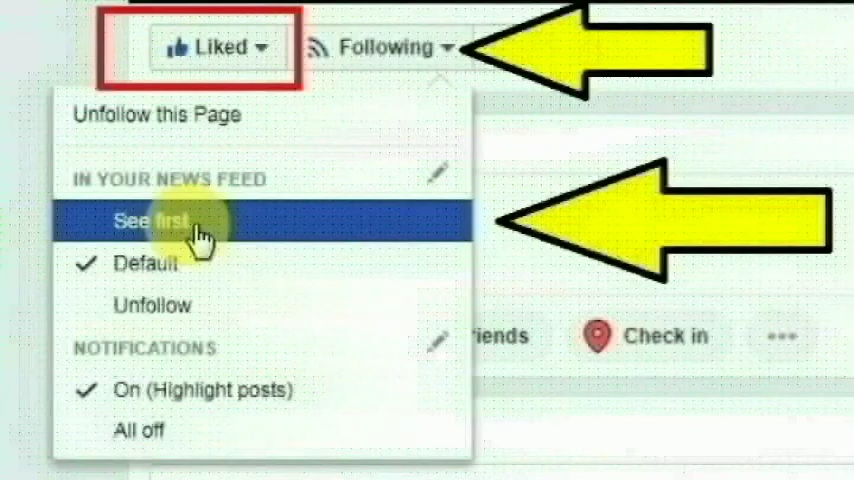 Liked
Following
Unfollow this Page
IN YOUR NEWS FEED
See first
Default
Unfollow
NOTIFICATIONS
riends
Check in
On (Highlight posts)
All off